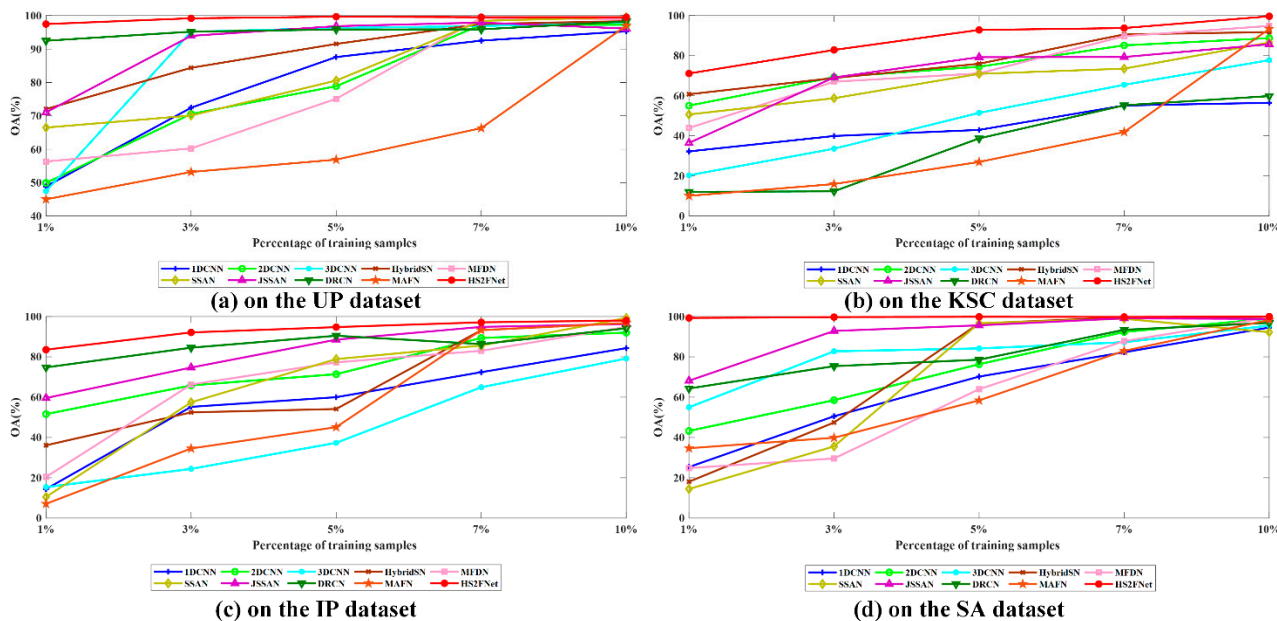 OA(%)
100
90
80
70
60
50
40
1% 3% 5% 7% 10%
Percentage of training samples
1DCNN 2DCNN 3DCNN HybridSN MFDN
SSAN JSSAN DRCN MAFN HS2FNet
(a) on the UP dataset
OA(%)
100
80
60
40
20
0
1% 3% 5% 7% 10%
Percentage of training samples
1DCNN 2DCNN 3DCNN HybridSN MFDN
SSAN JSSAN DRCN MAFN HS2FNet
(b) on the KSC dataset
OA(%)
100
80
60
40
20
0
1% 3% 5% 7% 10%
Percentage of training samples
1DCNN 2DCNN 3DCNN HybridSN MFDN
SSAN JSSAN DRCN MAFN HS2FNet
(c) on the IP dataset
OA(%)
100
80
60
40
20
0
1% 3% 5% 7% 10%
Percentage of training samples
1DCNN 2DCNN 3DCNN HybridSN MFDN
SSAN JSSAN DRCN MAFN HS2FNet
(d) on the SA dataset